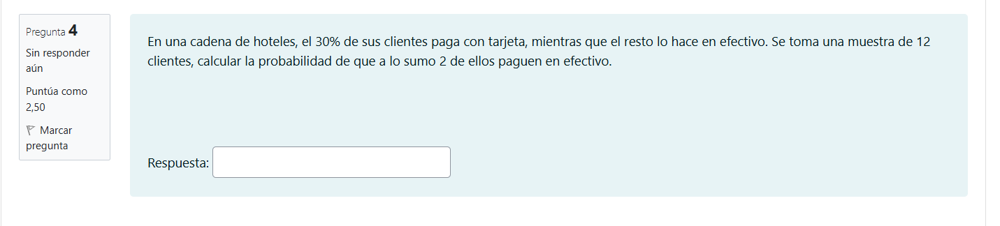 Pregunta 4
Sin responder
aún
Puntúa como
2,50
Marcar
pregunta
En una cadena de hoteles, el 30% de sus clientes paga con tarjeta, mientras que el resto lo hace en efectivo. Se toma una muestra de 12
clientes, calcular la probabilidad de que a lo sumo 2 de ellos paguen en efectivo.
Respuesta: